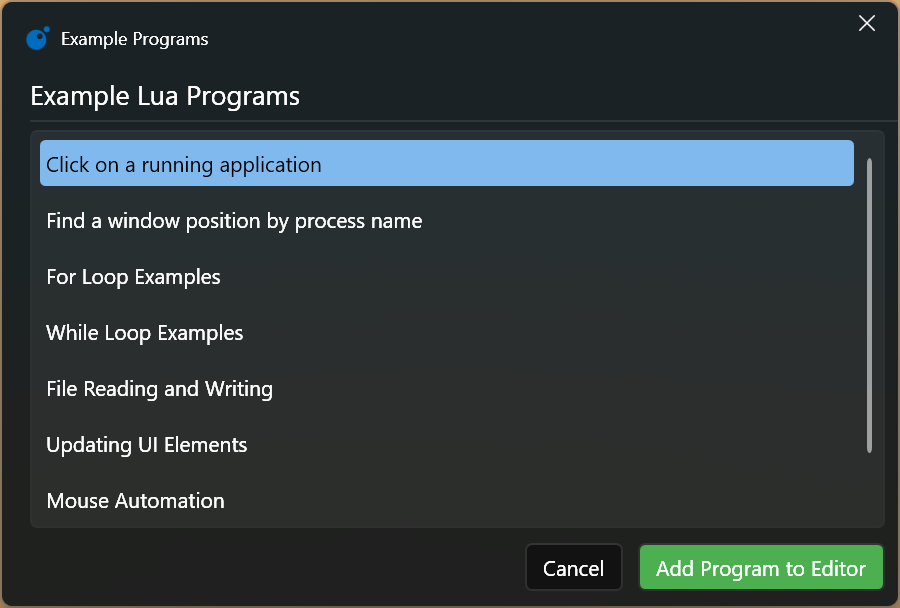 Example Programs
Example Lua Programs
Click on a running application
Find a window position by process name
For Loop Examples
While Loop Examples
File Reading and Writing
Updating UI Elements
Mouse Automation
Cancel
Add Program to Editor